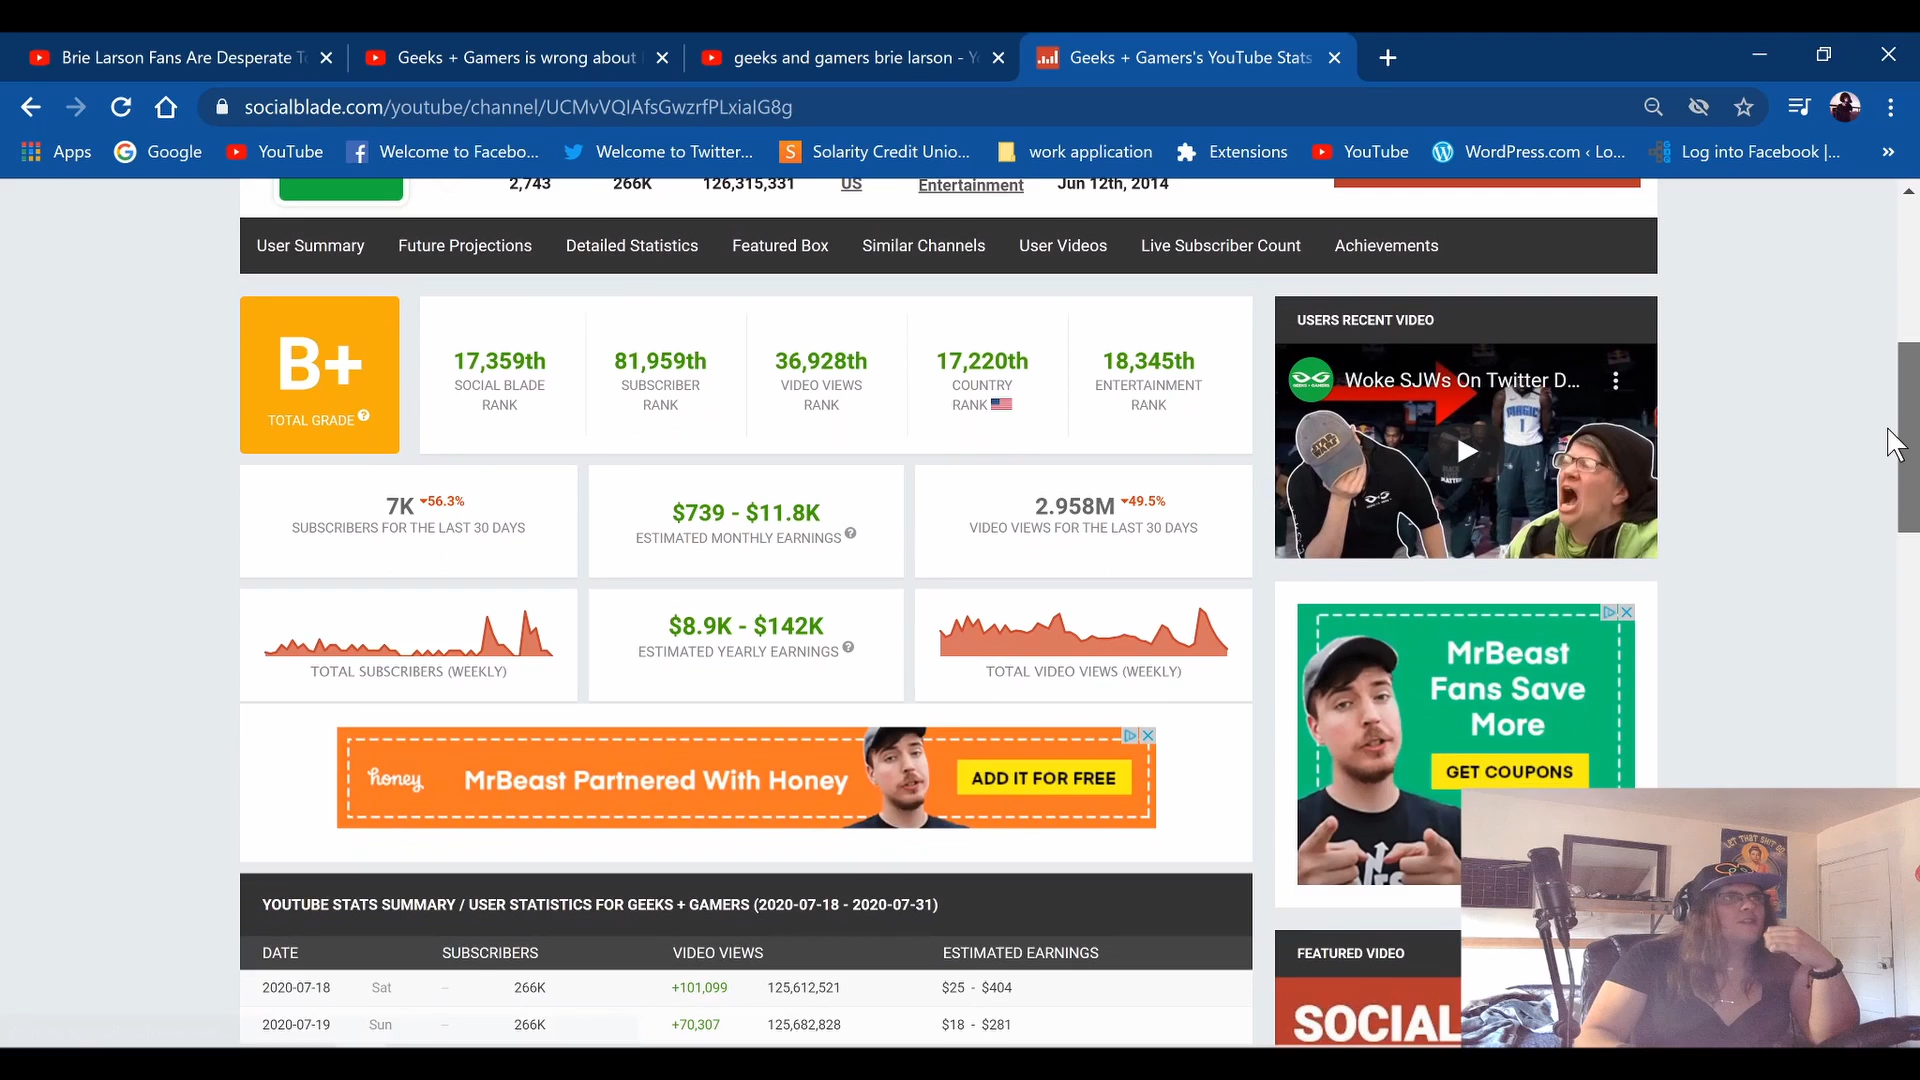 Brie Larson Fans Are Desperate T
Geeks + Gamers is wrong about
geeks and gamers brie larson - Y
Geeks + Gamers's YouTube Stats
socialblade.com/youtube/channel/UCMvVQIAfsGwzrfPLxiaIG8g
Apps
Google
YouTube
Welcome to Facebo...
Welcome to Twitter...
Solarity Credit Unio...
work application
Extensions
YouTube
WordPress.com ‹ Lo...
Log into Facebook |...
2,743
266K
126,315,331
US
Entertainment
Jun 12th, 2014
User Summary
Future Projections
Detailed Statistics
Featured Box
Similar Channels
User Videos
Live Subscriber Count
Achievements
B+
TOTAL GRADE
17,359th
SOCIAL BLADE
RANK
81,959th
SUBSCRIBER
RANK
36,928th
VIDEO VIEWS
RANK
17,220th
COUNTRY
RANK
18,345th
ENTERTAINMENT
RANK
USERS RECENT VIDEO
Woke SJWs On Twitter D...
STAR WARS
MAGIC
1
7K 56.3%
SUBSCRIBERS FOR THE LAST 30 DAYS
$739 - $11.8K
ESTIMATED MONTHLY EARNINGS
2.958M 49.5%
VIDEO VIEWS FOR THE LAST 30 DAYS
TOTAL SUBSCRIBERS (WEEKLY)
$8.9K - $142K
ESTIMATED YEARLY EARNINGS
TOTAL VIDEO VIEWS (WEEKLY)
honey
MrBeast Partnered With Honey
ADD IT FOR FREE
MrBeast
Fans Save
More
GET COUPONS
LET THAT SHIT GO
YOUTUBE STATS SUMMARY / USER STATISTICS FOR GEEKS + GAMERS (2020-07-18 - 2020-07-31)
DATE
SUBSCRIBERS
VIDEO VIEWS
ESTIMATED EARNINGS
2020-07-18 Sat -- 266K +101,099 125,612,521 $25 - $404
2020-07-19 Sun -- 266K +70,307 125,682,828 $18 - $281
FEATURED VIDEO
SOCIAL